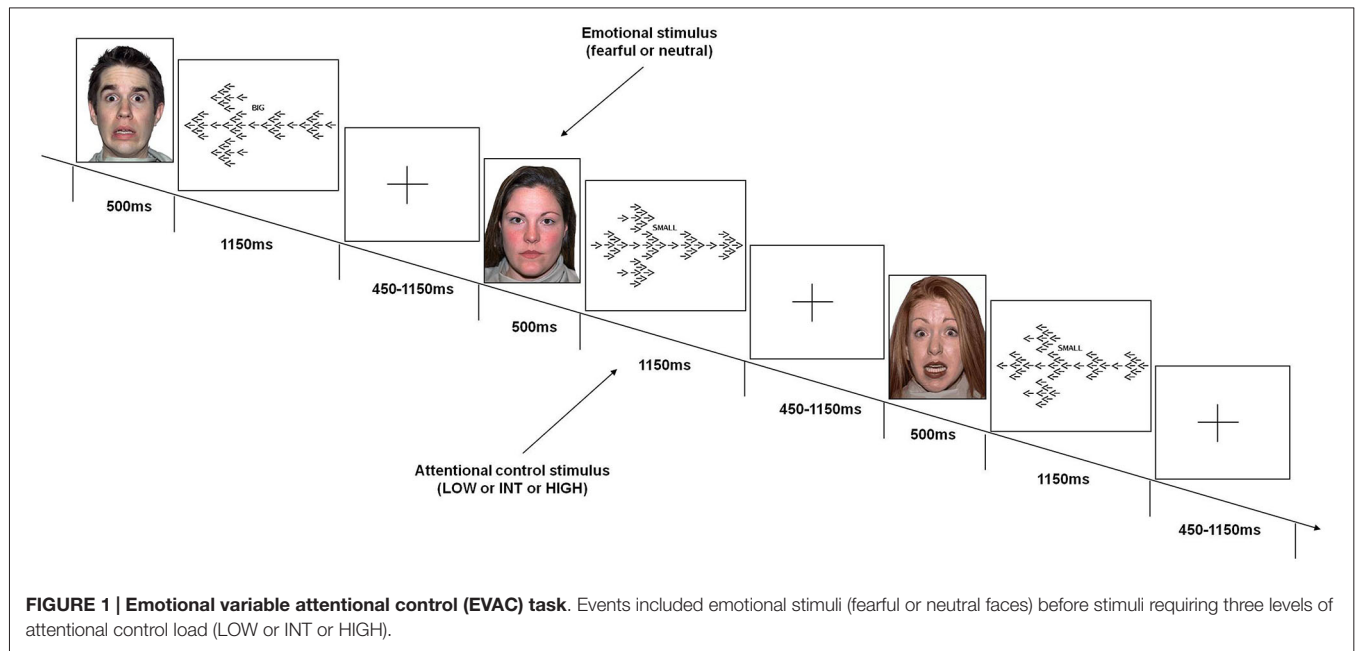 Emotional stimulus
(fearful or neutral)
BIG
500ms
SMALL
1150ms
450-1150ms
500ms
SMALL
1150ms
450-1150ms
500ms
Attentional control stimulus
(LOW or INT or HIGH)
1150ms
450-1150ms
FIGURE 1 | Emotional variable attentional control (EVAC) task. Events included emotional stimuli (fearful or neutral faces) before stimuli requiring three levels of
attentional control load (LOW or INT or HIGH).